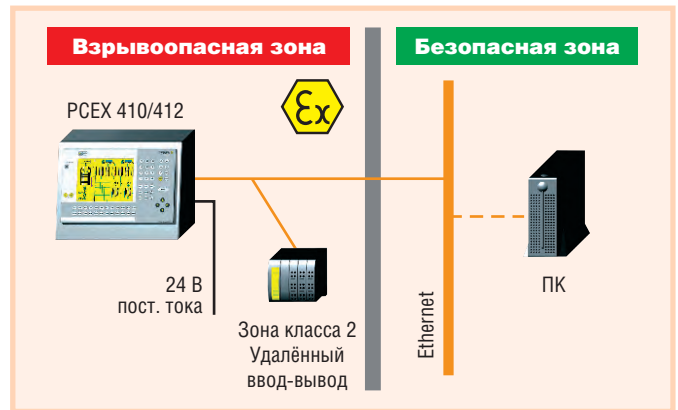 Взрывоопасная зона
Безопасная зона
PCEX 410/412
Ex
24 В
пост. тока
Зона класса 2
Удалённый
ввод-вывод
Ethernet
ПК